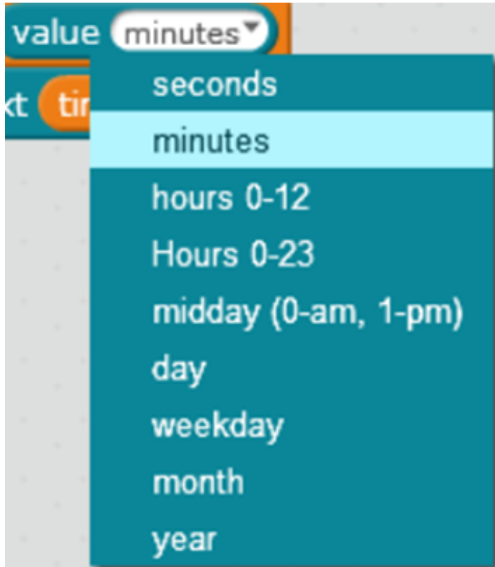 value minutes
seconds
minutes
hours 0-12
Hours 0-23
midday (0-am, 1-pm)
day
weekday
month
year